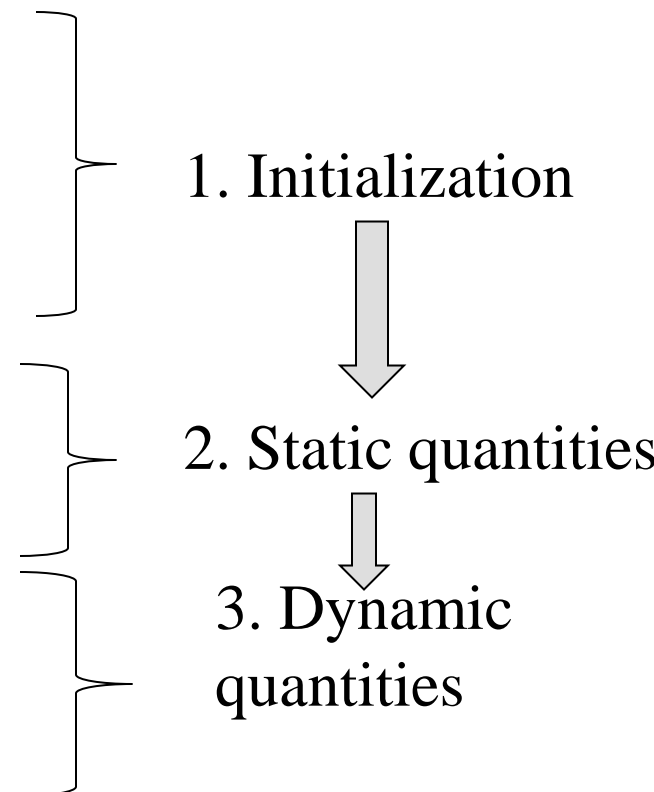 1. Initialization
2. Static quantities
3. Dynamic
quantities